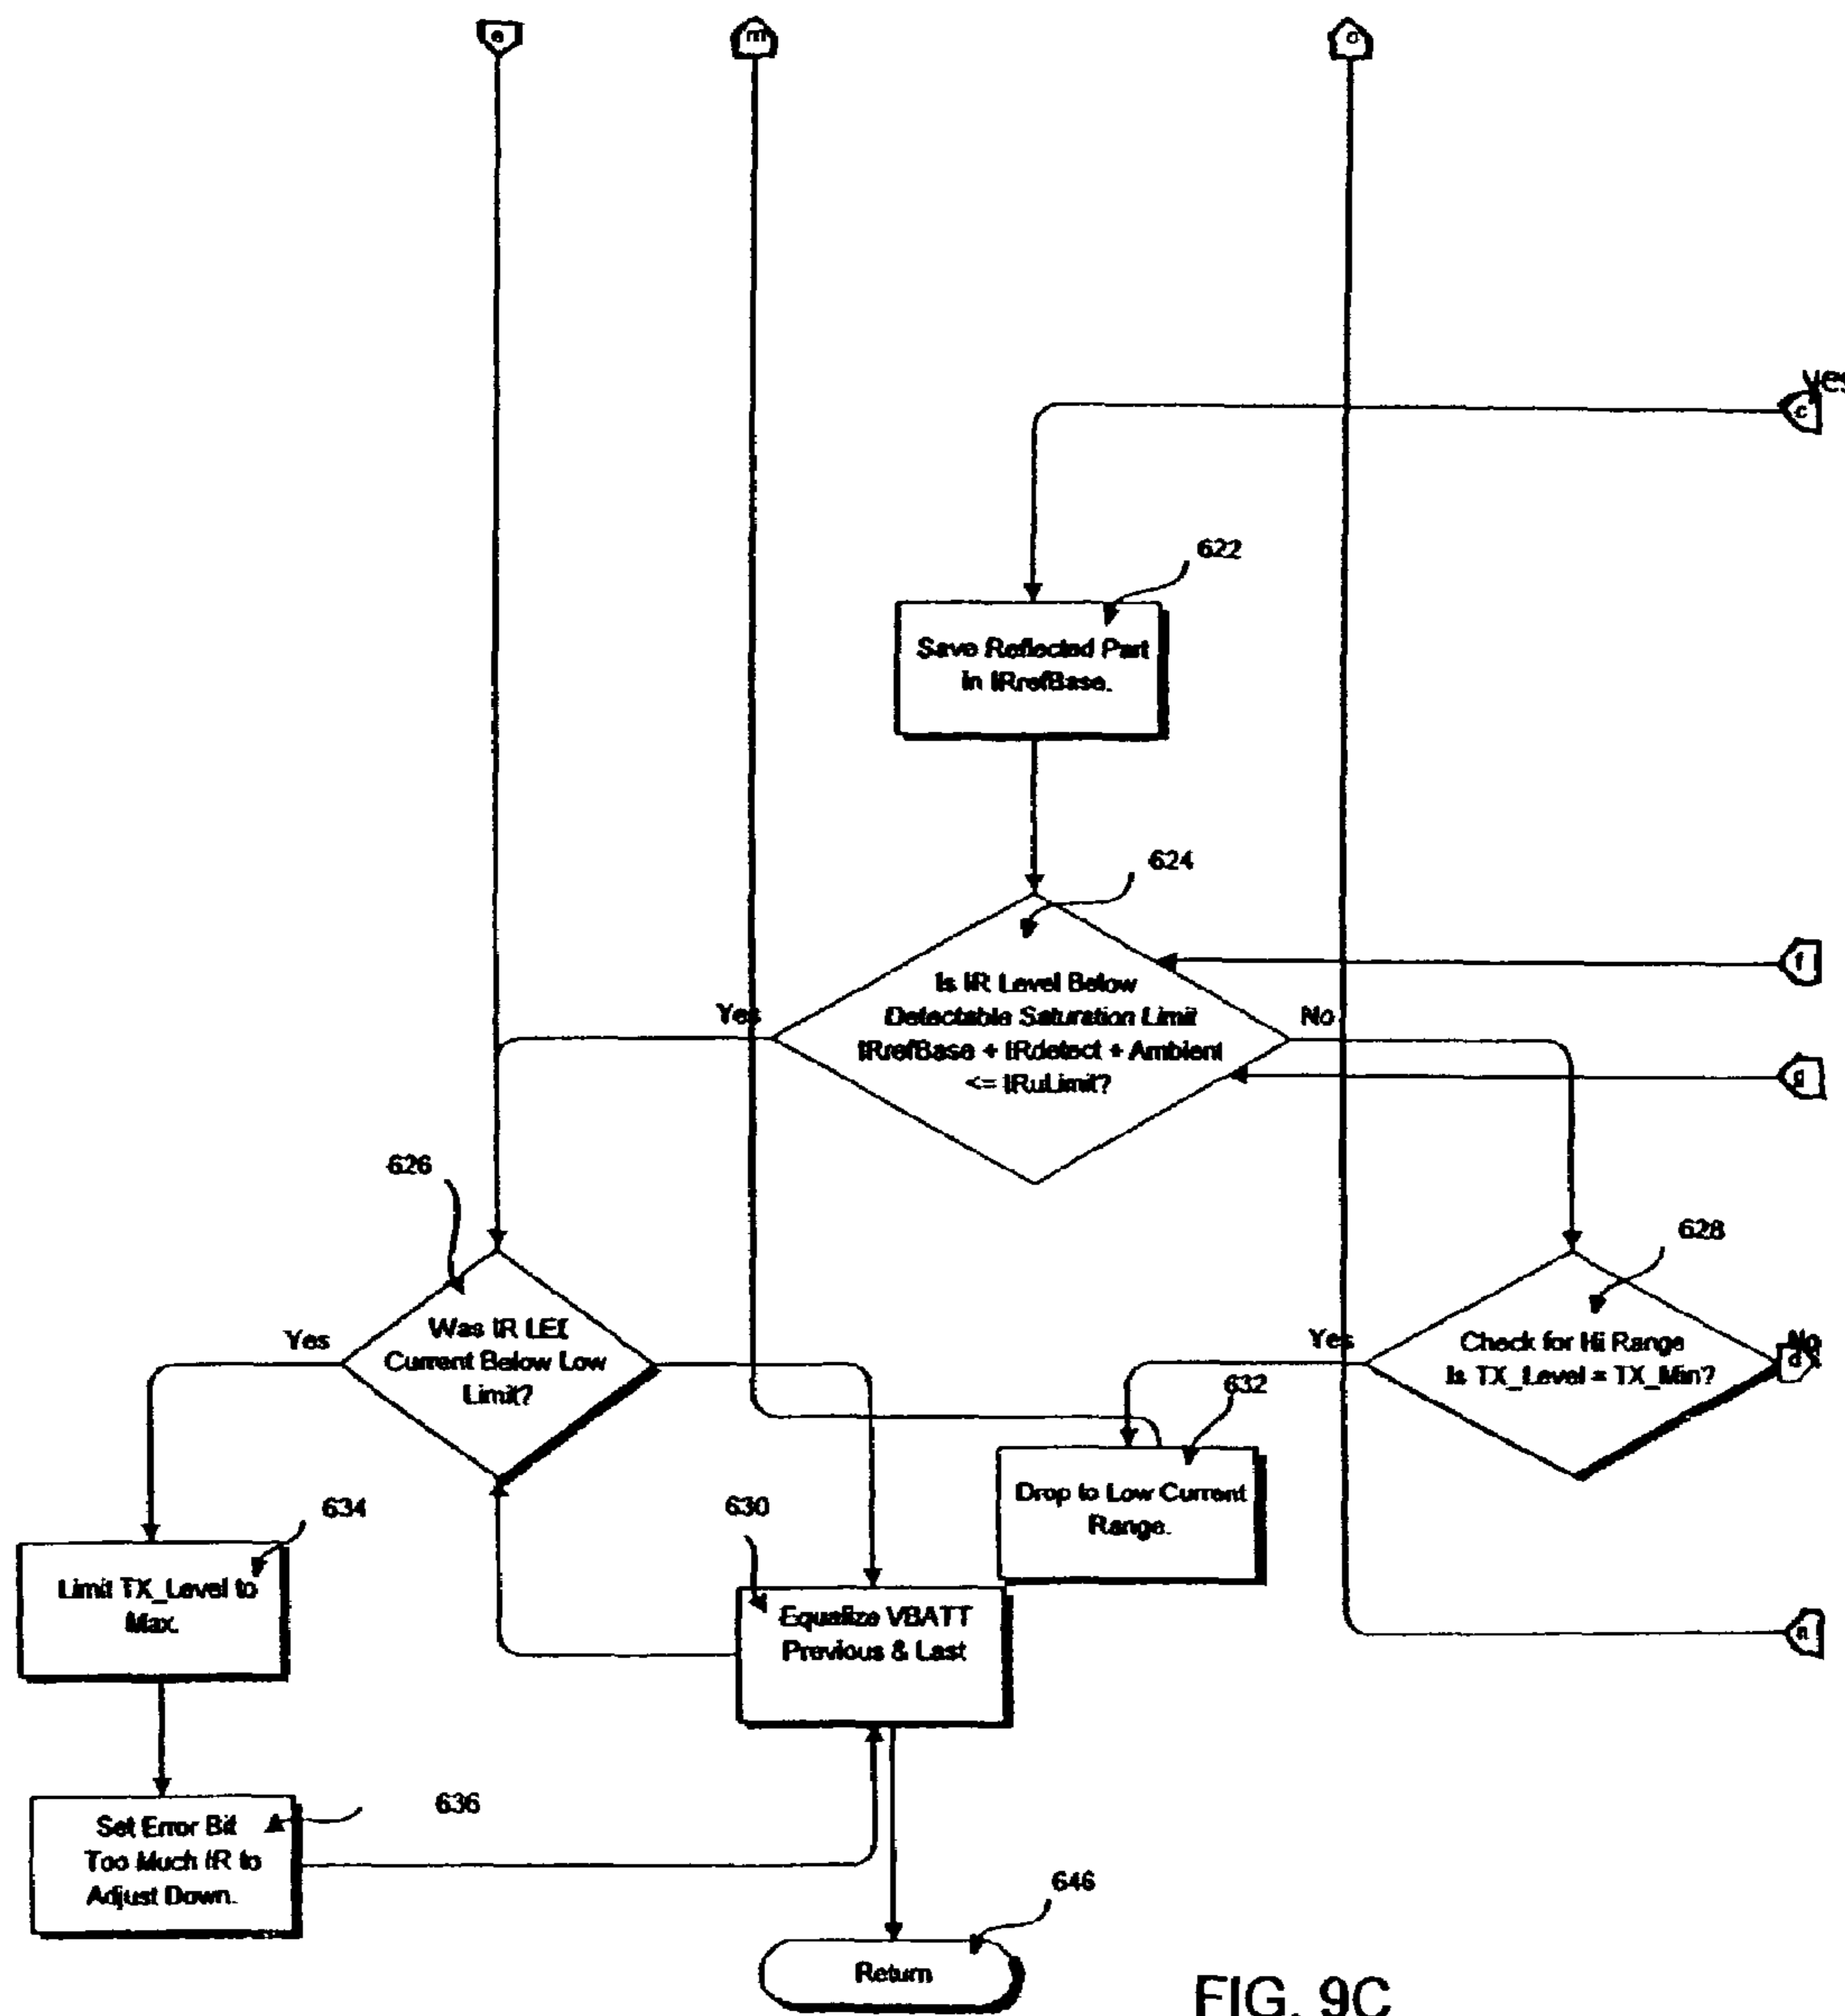 e
m
o
yes
c
622
Save Reflected Part
in IRrefBase.
624
f
Is IR Level Below
Detectable Saturation Limit
IRrefBase + IRdetect + Ambient
<= IRuLimit?
Yes
No
g
626
628
Was IR LED
Current Below Low
Limit?
Yes
Check for Hi Range
Is TX_Level = TX_Min?
Yes
No
d
632
Drop to Low Current
Range.
634
630
Limit TX_Level to
Max.
Equalize VBATT
Previous & Last
n
636
Set Error Bit
Too Much IR to
Adjust Down.
646
Return
FIG. 9C